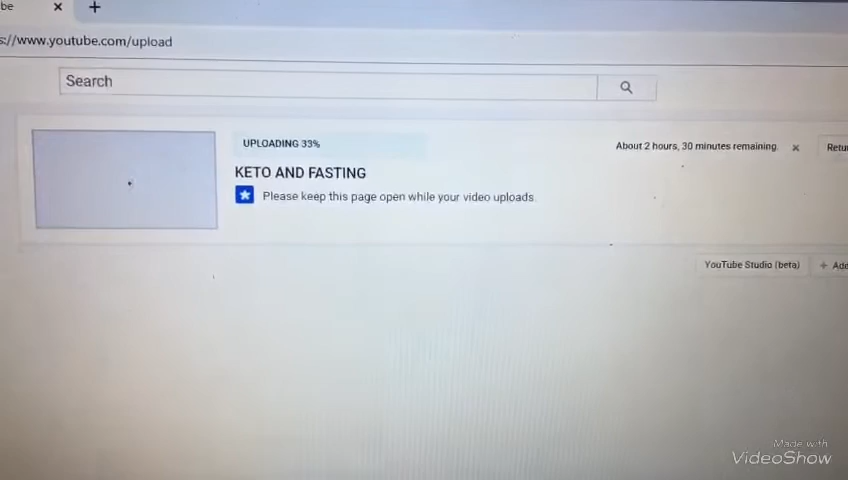 be
s://www.youtube.com/upload
Search
UPLOADING 33%
About 2 hours, 30 minutes remaining.
KETO AND FASTING
Please keep this page open while your video uploads.
YouTube Studio (beta)
Made with
VideoShow